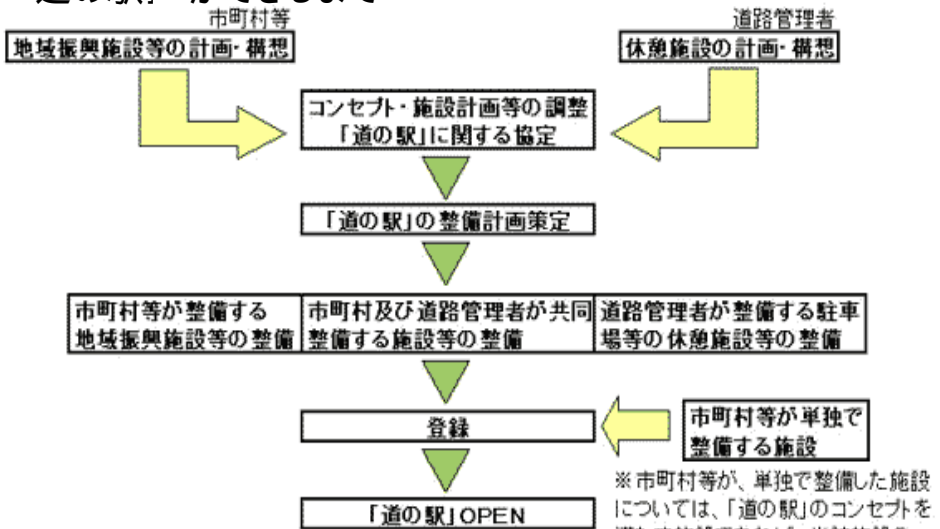 市町村等
道路管理者
地域振興施設等の計画・構想
休憩施設の計画・構想
コンセプト・施設計画等の調整
「道の駅」に関する協定
「道の駅」の整備計画策定
市町村等が整備する
地域振興施設等の整備
市町村及び道路管理者が共同
整備する施設等の整備
道路管理者が整備する駐車
場等の休憩施設等の整備
登録
市町村等が単独で
整備する施設
「道の駅」OPEN
※市町村等が、単独で整備した施設
については、「道の駅」のコンセプトを